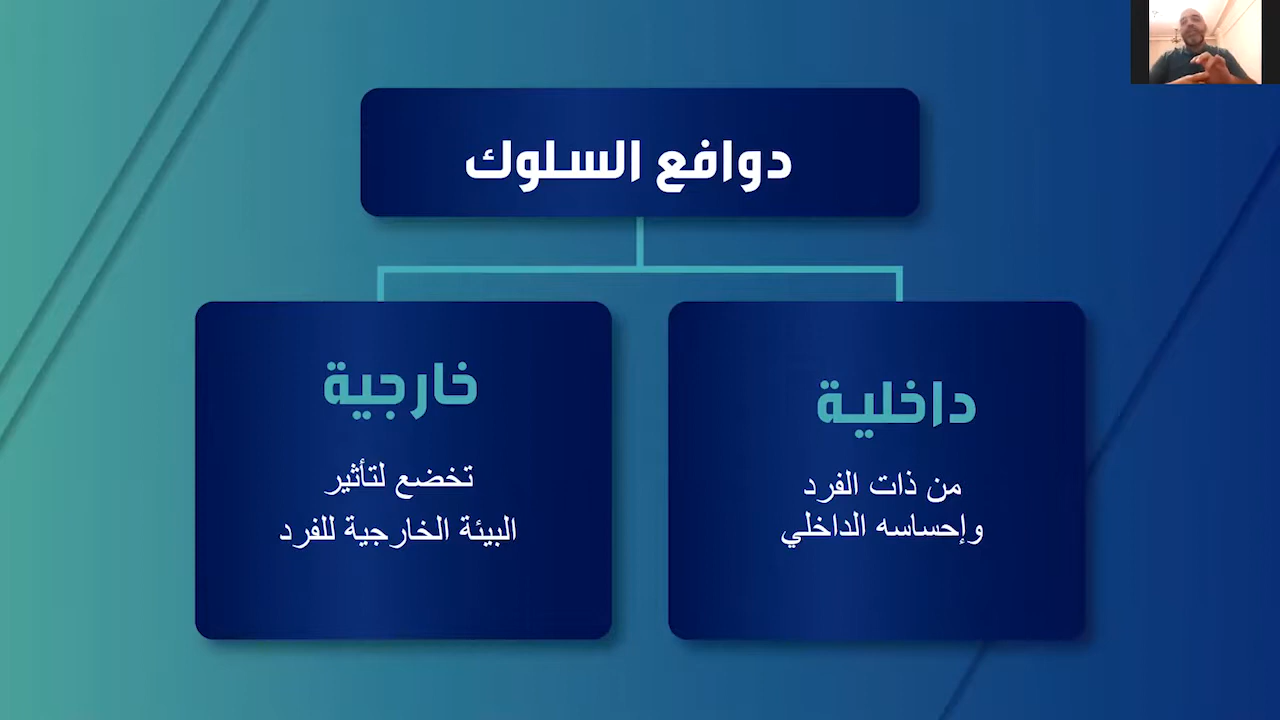 دوافع السلوك
داخلية
من ذات الفرد
وإحساسه الداخلي
خارجية
تخضع لتأثير
البيئة الخارجية للفرد